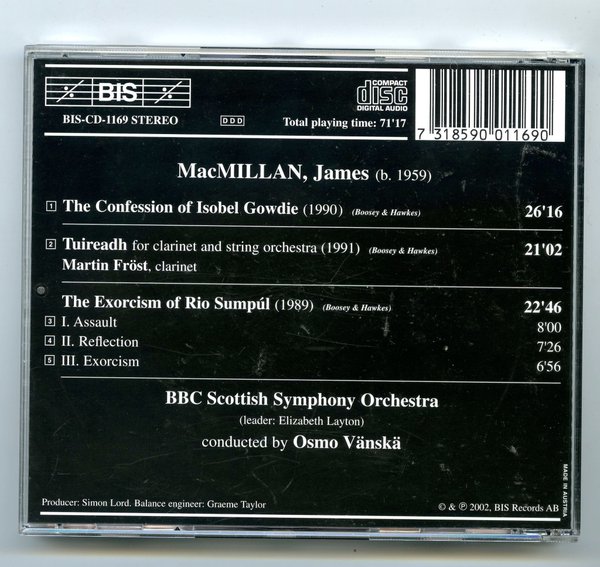 BIS
COMPACT
disc
DIGITAL AUDIO
BIS-CD-1169 STEREO
DDD
Total playing time: 71'17
7 318590 011690
MacMILLAN, James (b. 1959)
1 The Confession of Isobel Gowdie (1990) (Boosey & Hawkes) 26'16
2 Tuireadh for clarinet and string orchestra (1991) (Boosey & Hawkes) 21'02
Martin Fröst, clarinet
The Exorcism of Rio Sumpúl (1989) (Boosey & Hawkes) 22'46
3 I. Assault 8'00
4 II. Reflection 7'26
5 III. Exorcism 6'56
BBC Scottish Symphony Orchestra
(leader: Elizabeth Layton)
conducted by Osmo Vänskä
Producer: Simon Lord. Balance engineer: Graeme Taylor
© & ℗ 2002, BIS Records AB
MADE IN AUSTRIA